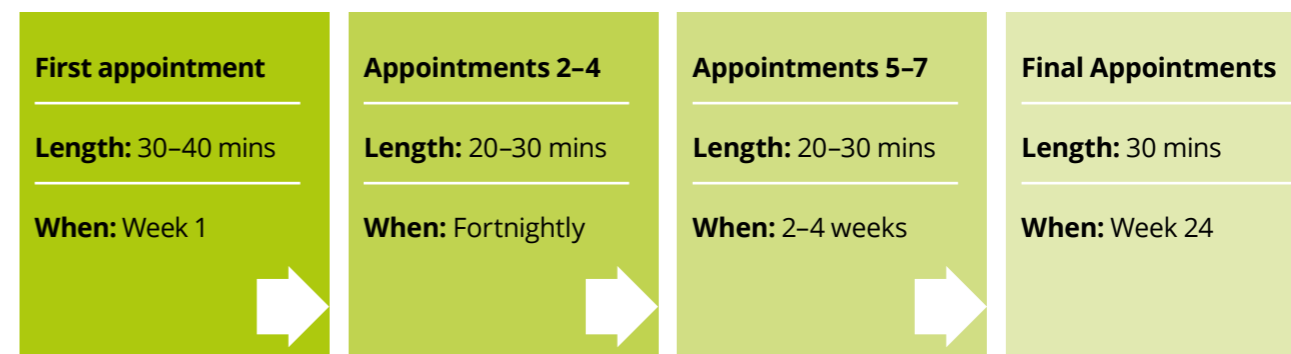 First appointment
Length: 30–40 mins
When: Week 1
Appointments 2–4
Length: 20–30 mins
When: Fortnightly
Appointments 5–7
Length: 20–30 mins
When: 2–4 weeks
Final Appointments
Length: 30 mins
When: Week 24